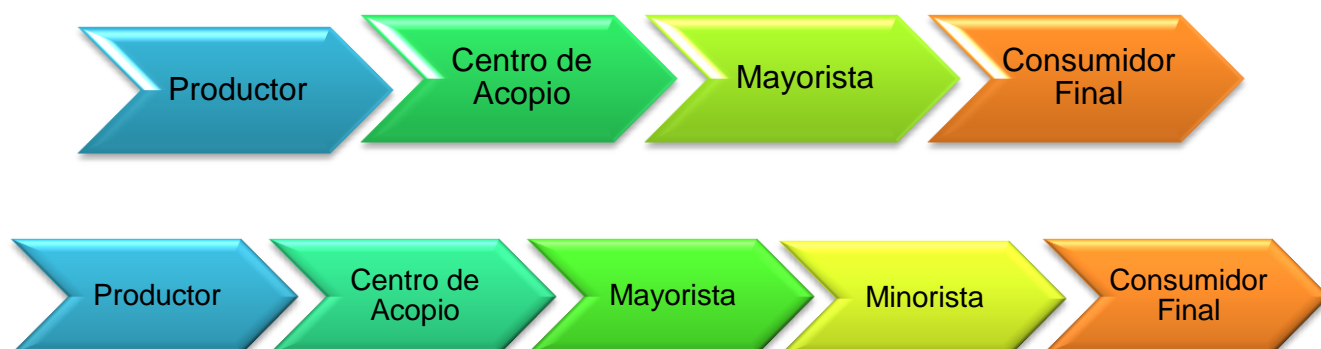 Productor
Centro de
Acopio
Mayorista
Consumidor
Final
Productor
Centro de
Acopio
Mayorista
Minorista
Consumidor
Final